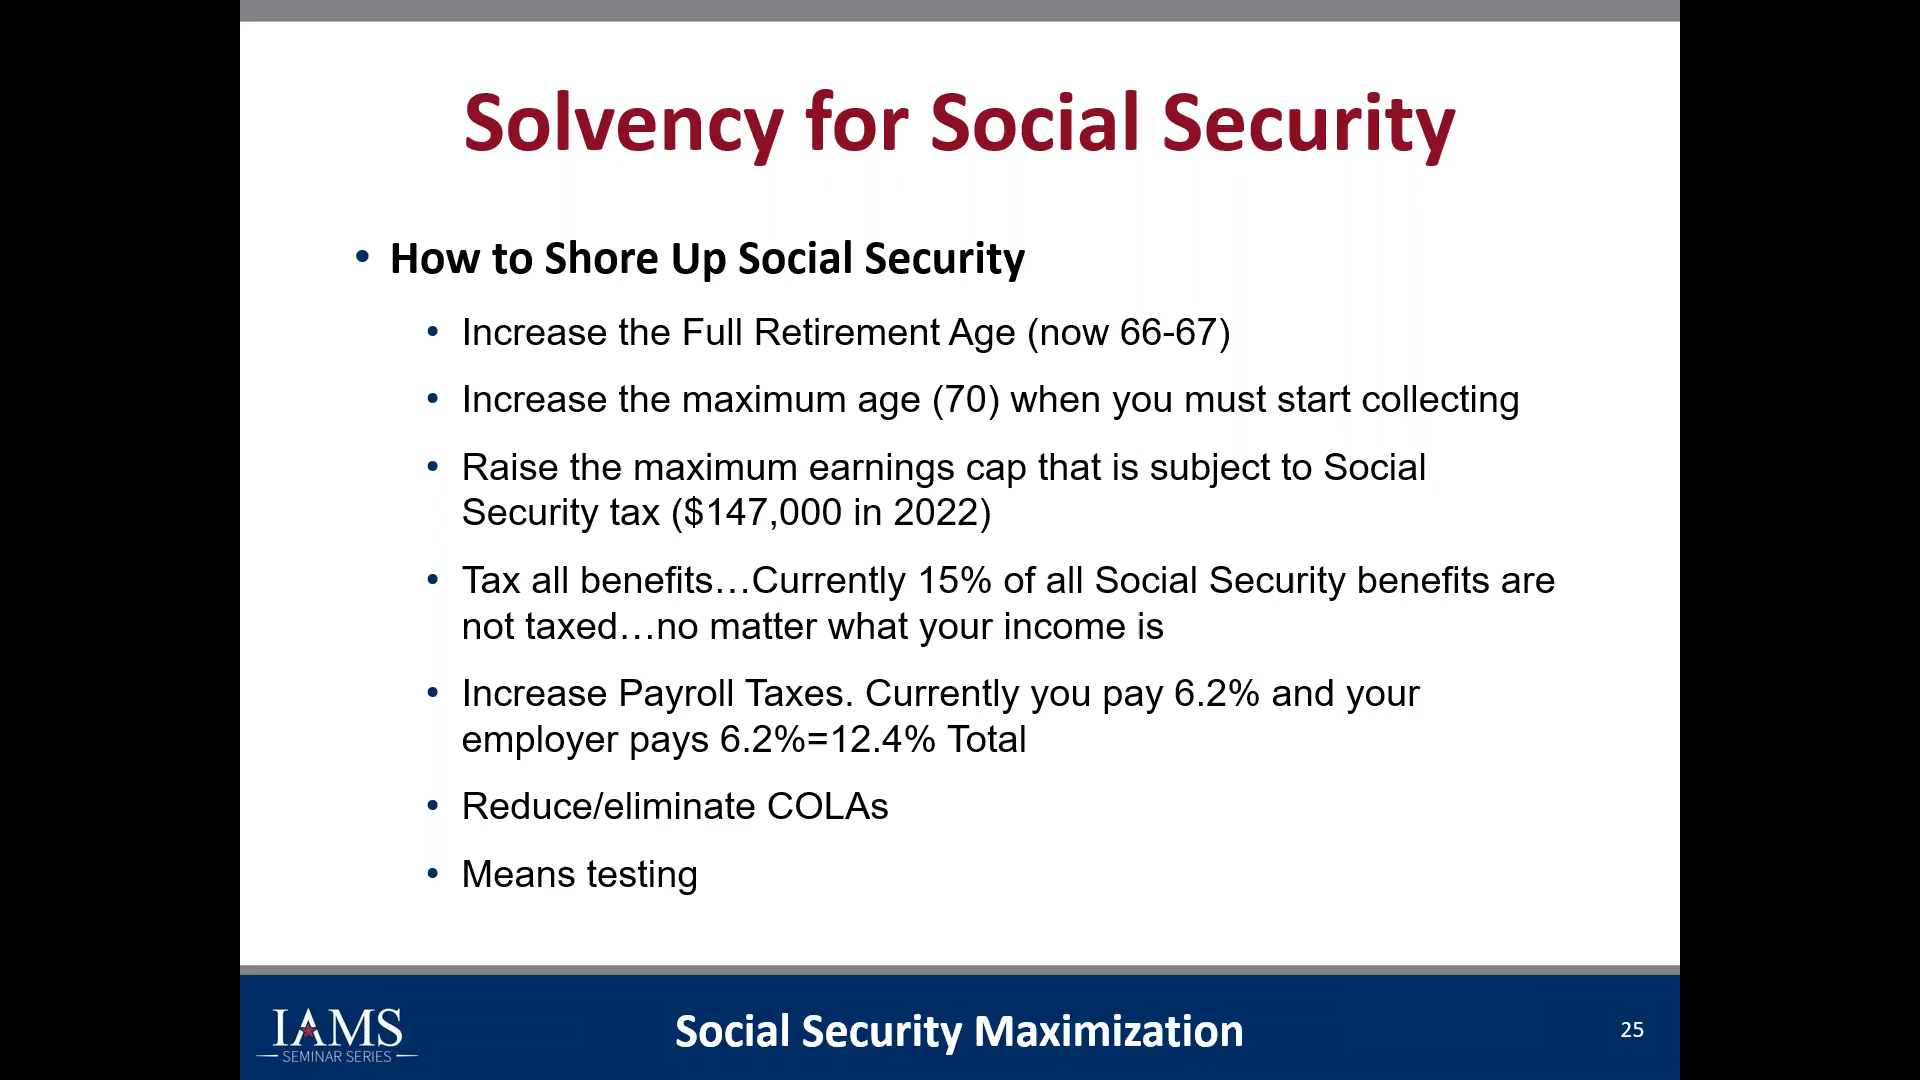 Solvency for Social Security
• How to Shore Up Social Security
• Increase the Full Retirement Age (now 66-67)
• Increase the maximum age (70) when you must start collecting
• Raise the maximum earnings cap that is subject to Social
Security tax ($147,000 in 2022)
• Tax all benefits…Currently 15% of all Social Security benefits are
not taxed…no matter what your income is
• Increase Payroll Taxes. Currently you pay 6.2% and your
employer pays 6.2%=12.4% Total
• Reduce/eliminate COLAs
• Means testing
IAMS
SEMINAR SERIES
Social Security Maximization
25